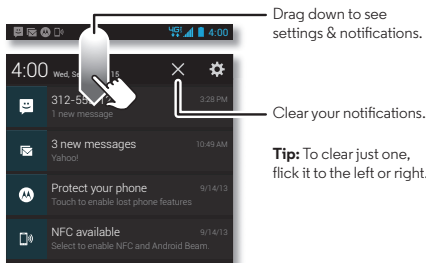 Drag down to see
settings & notifications.
4G
4:00
4:00 Wed, Se 15
312-55 12
3:28 PM
1 new message
Clear your notifications.
3 new messages
10:49 AM
Yahoo!
Tip: To clear just one,
flick it to the left or right.
Protect your phone
9/14/13
Touch to enable lost phone features
NFC available
9/14/13
Select to enable NFC and Android Beam.